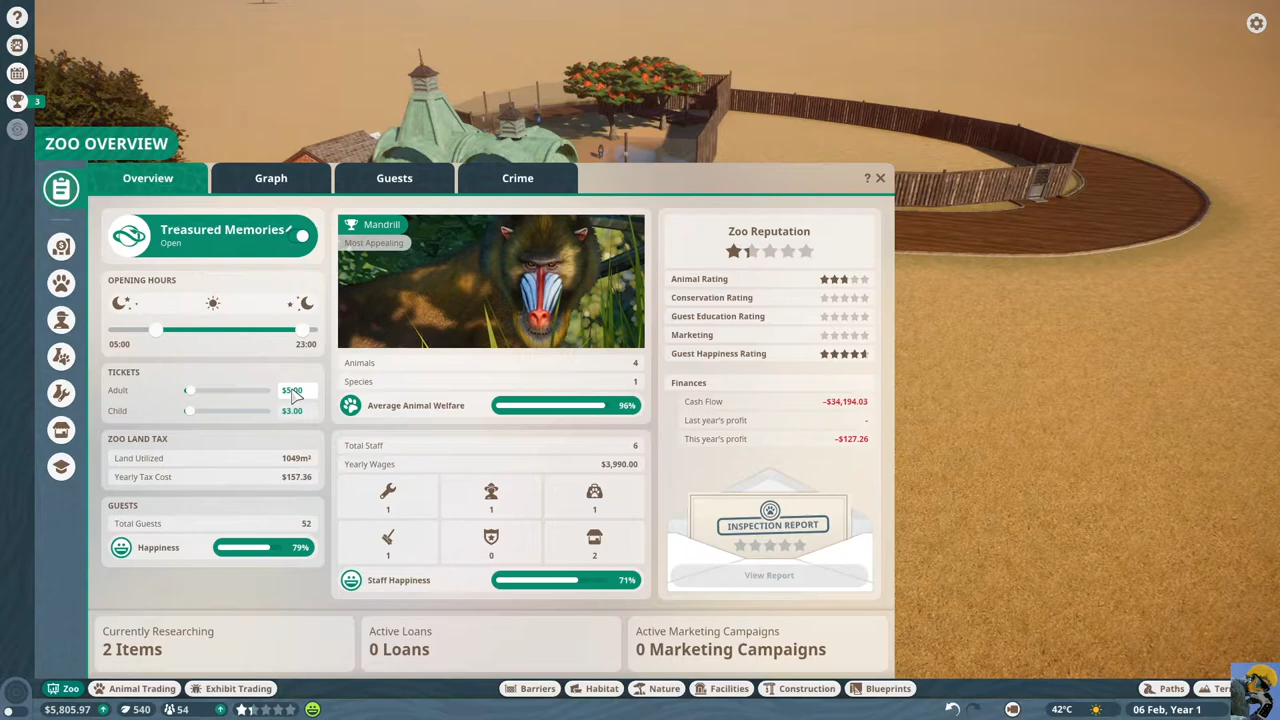 3
ZOO OVERVIEW
Overview
Graph
Guests
Crime
?
Treasured Memories
Open
OPENING HOURS
05:00
23:00
TICKETS
Adult
$5.00
Child
$3.00
ZOO LAND TAX
Land Utilized
1049m²
Yearly Tax Cost
$157.36
GUESTS
Total Guests
52
Happiness
79%
Mandrill
Most Appealing
Animals
4
Species
1
Average Animal Welfare
96%
Total Staff
6
Yearly Wages
$3,990.00
1
1
1
1
0
2
Staff Happiness
71%
Zoo Reputation
Animal Rating
Conservation Rating
Guest Education Rating
Marketing
Guest Happiness Rating
Finances
Cash Flow
–$34,194.03
Last year's profit
-
This year's profit
–$127.26
INSPECTION REPORT
View Report
Currently Researching
2 Items
Active Loans
0 Loans
Active Marketing Campaigns
0 Marketing Campaigns
Zoo
Animal Trading
Exhibit Trading
Barriers
Habitat
Nature
Facilities
Construction
Blueprints
Paths
Terr
$5,805.97
540
54
42°C
06 Feb, Year 1